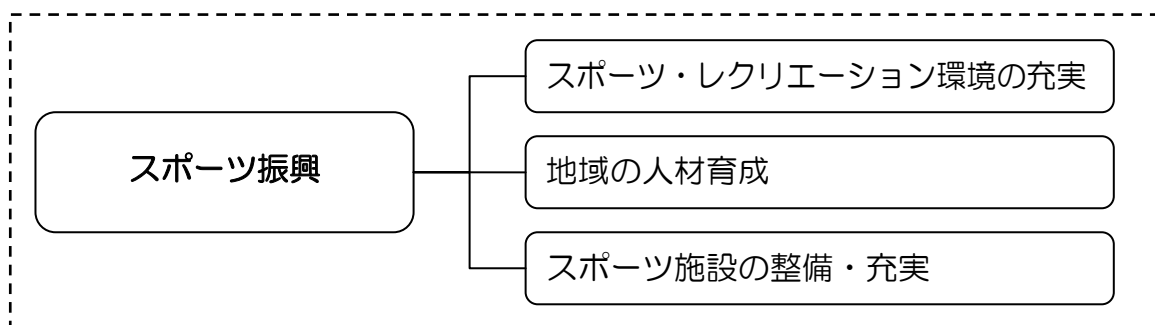 スポーツ・レクリエーション環境の充実
スポーツ振興
地域の人材育成
スポーツ施設の整備・充実